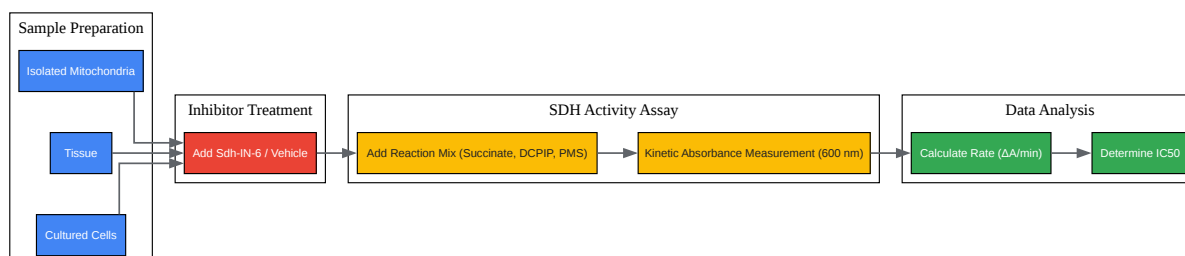 Sample Preparation
Isolated Mitochondria
Tissue
Cultured Cells
Inhibitor Treatment
Add Sdh-IN-6 / Vehicle
SDH Activity Assay
Add Reaction Mix (Succinate, DCPIP, PMS)
Kinetic Absorbance Measurement (600 nm)
Data Analysis
Calculate Rate (ΔA/min)
Determine IC50